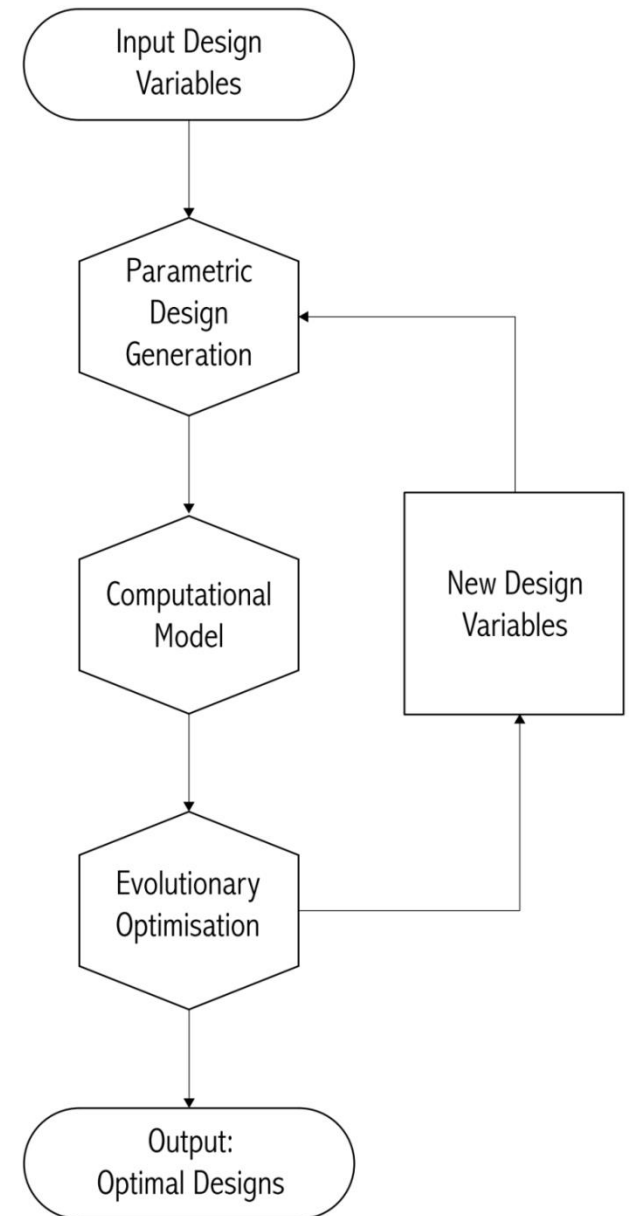 Input Design
Variables
Parametric
Design
Generation
Computational
Model
New Design
Variables
Evolutionary
Optimisation
Output:
Optimal Designs